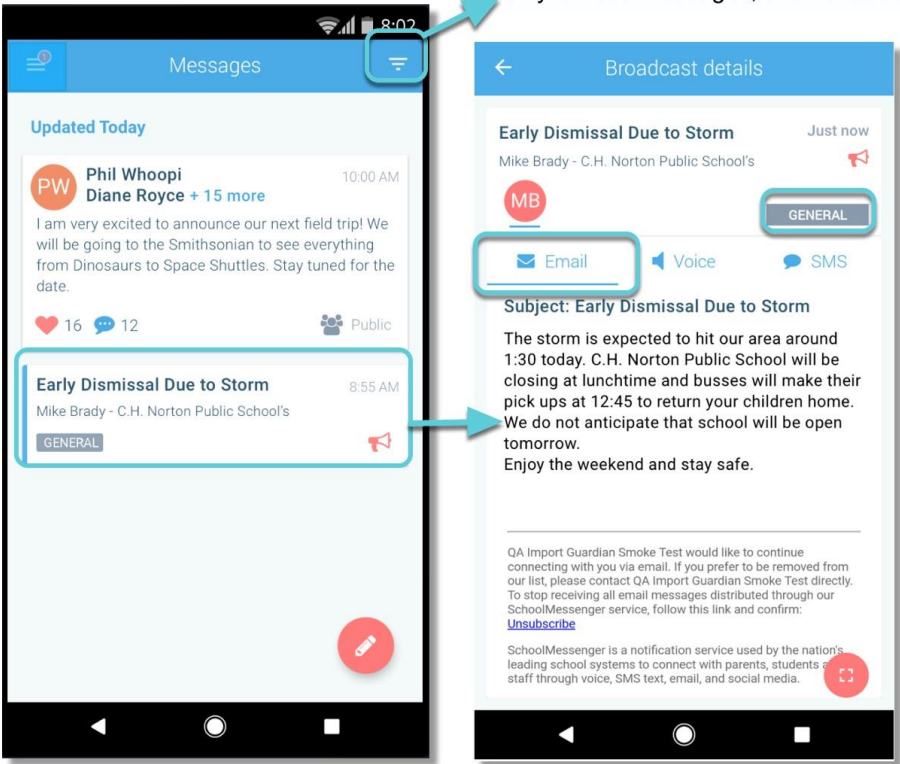 8:02
1
Messages
Updated Today
PW
Phil Whoopi
Diane Royce + 15 more
10:00 AM
I am very excited to announce our next field trip! We
will be going to the Smithsonian to see everything
from Dinosaurs to Space Shuttles. Stay tuned for the
date.
16
12
Public
Early Dismissal Due to Storm
8:55 AM
Mike Brady - C.H. Norton Public School's
GENERAL
Broadcast details
Early Dismissal Due to Storm
Just now
Mike Brady - C.H. Norton Public School's
MB
GENERAL
Email
Voice
SMS
Subject: Early Dismissal Due to Storm
The storm is expected to hit our area around
1:30 today. C.H. Norton Public School will be
closing at lunchtime and busses will make their
pick ups at 12:45 to return your children home.
We do not anticipate that school will be open
tomorrow.
Enjoy the weekend and stay safe.
QA Import Guardian Smoke Test would like to continue
connecting with you via email. If you prefer to be removed from
our list, please contact QA Import Guardian Smoke Test directly.
To stop receiving all email messages distributed through our
SchoolMessenger service, follow this link and confirm:
Unsubscribe
SchoolMessenger is a notification service used by the nation's
leading school systems to connect with parents, students
staff through voice, SMS text, email, and social media.